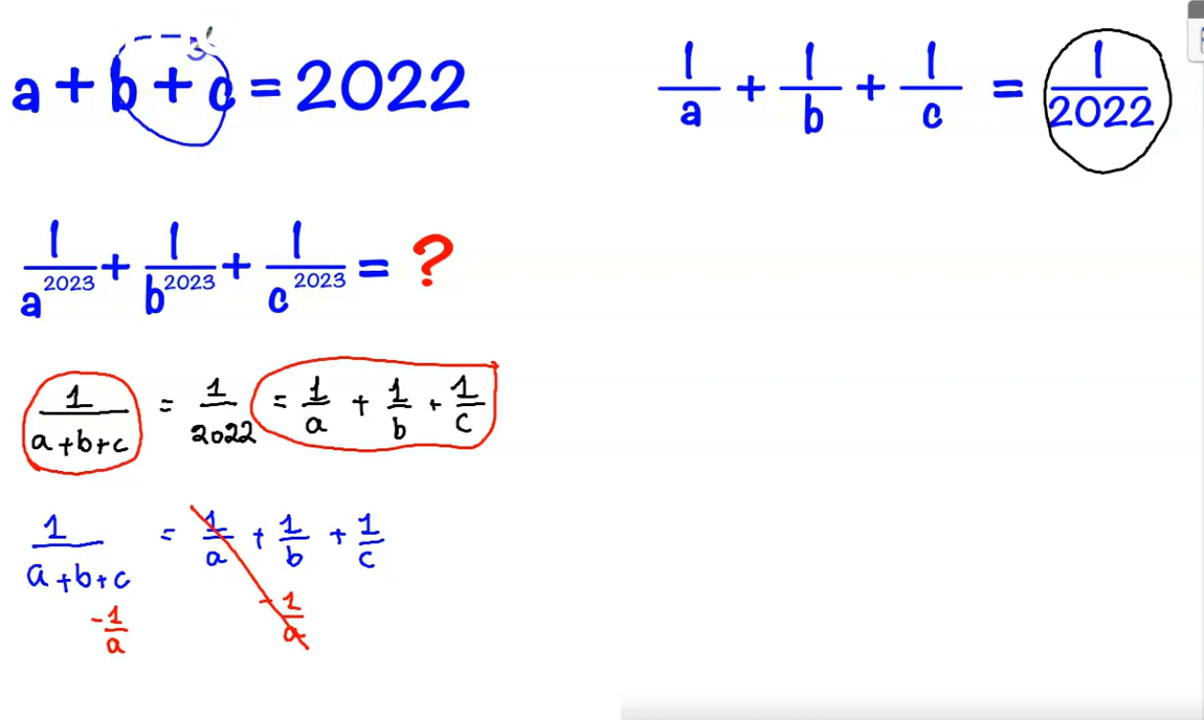 a + b + c = 2022
1/a + 1/b + 1/c = 1/2022
1/a^2023 + 1/b^2023 + 1/c^2023 = ?
1/(a+b+c) = 1/2022 = 1/a + 1/b + 1/c
1/(a+b+c) = 1/a + 1/b + 1/c
-1/a -1/a